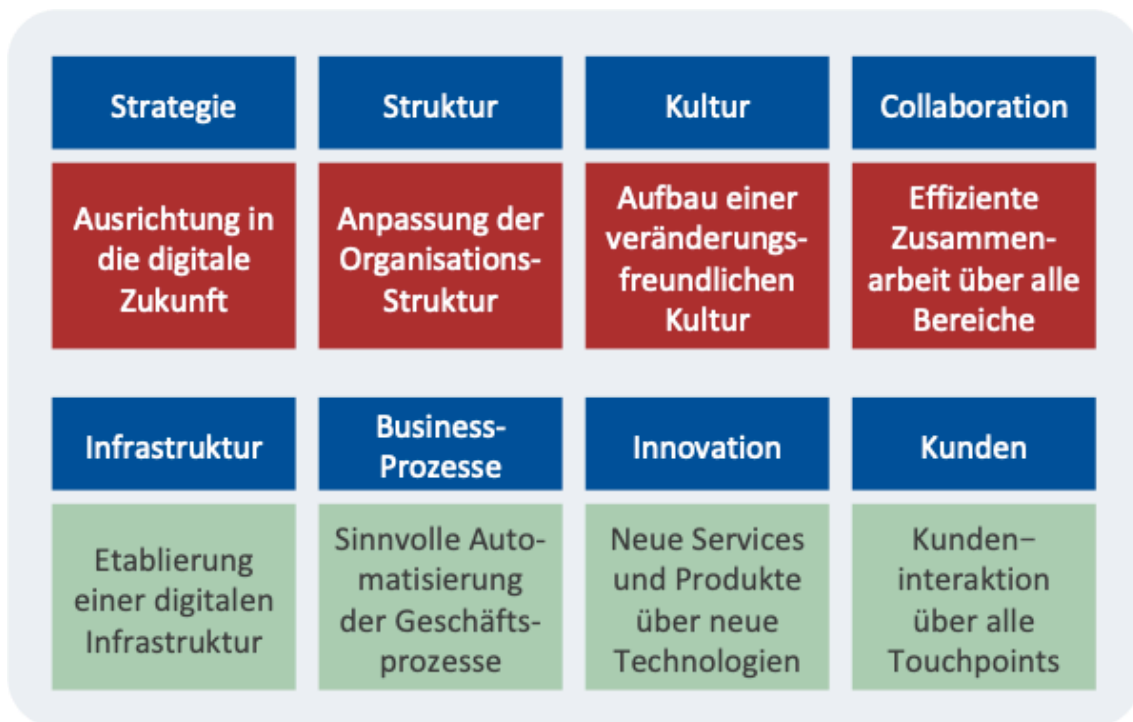 Strategie
Struktur
Kultur
Collaboration
Ausrichtung in
die digitale
Zukunft
Anpassung der
Organisations-
Struktur
Aufbau einer
veränderungs-
freundlichen
Kultur
Effiziente
Zusammen-
arbeit über alle
Bereiche
Infrastruktur
Business-
Prozesse
Innovation
Kunden
Etablierung
einer digitalen
Infrastruktur
Sinnvolle Auto-
matisierung
der Geschäfts-
prozesse
Neue Services
und Produkte
über neue
Technologien
Kunden–
interaktion
über alle
Touchpoints